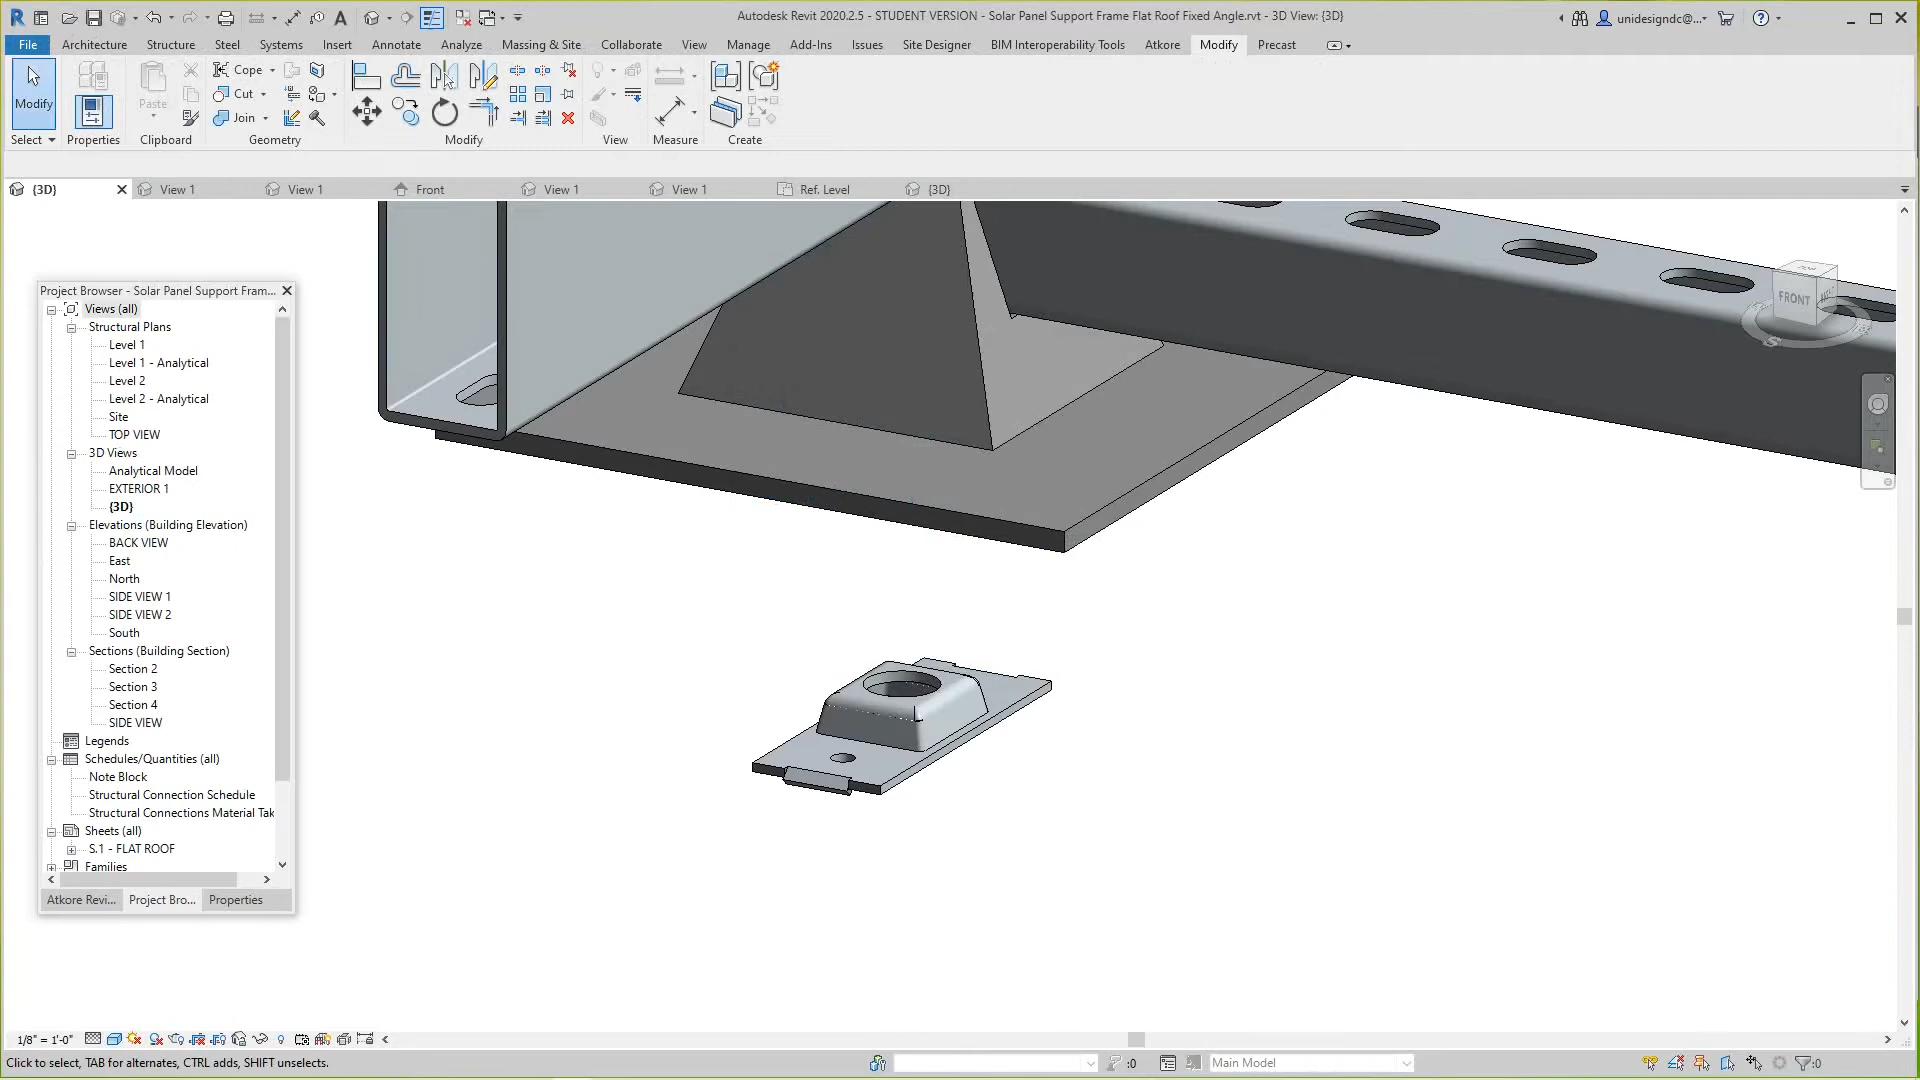 Autodesk Revit 2020.2.5 - STUDENT VERSION - Solar Panel Support Frame Flat Roof Fixed Angle.rvt - 3D View: {3D}
unidesigndc@...
File Architecture Structure Steel Systems Insert Annotate Analyze Massing & Site Collaborate View Manage Add-Ins Issues Site Designer BIM Interoperability Tools Atkore Modify Precast
Modify
Paste
Cope
Cut
Join
Select Properties Clipboard Geometry Modify View Measure Create
{3D} View 1 View 1 Front View 1 View 1 Ref. Level {3D}
FRONT
S
Project Browser - Solar Panel Support Fram...
Views (all)
Structural Plans
Level 1
Level 1 - Analytical
Level 2
Level 2 - Analytical
Site
TOP VIEW
3D Views
Analytical Model
EXTERIOR 1
{3D}
Elevations (Building Elevation)
BACK VIEW
East
North
SIDE VIEW 1
SIDE VIEW 2
South
Sections (Building Section)
Section 2
Section 3
Section 4
SIDE VIEW
Legends
Schedules/Quantities (all)
Note Block
Structural Connection Schedule
Structural Connections Material Tak
Sheets (all)
S.1 - FLAT ROOF
Families
Atkore Revi... Project Bro... Properties
1/8" = 1'-0"
Click to select, TAB for alternates, CTRL adds, SHIFT unselects.
:0
Main Model
:0